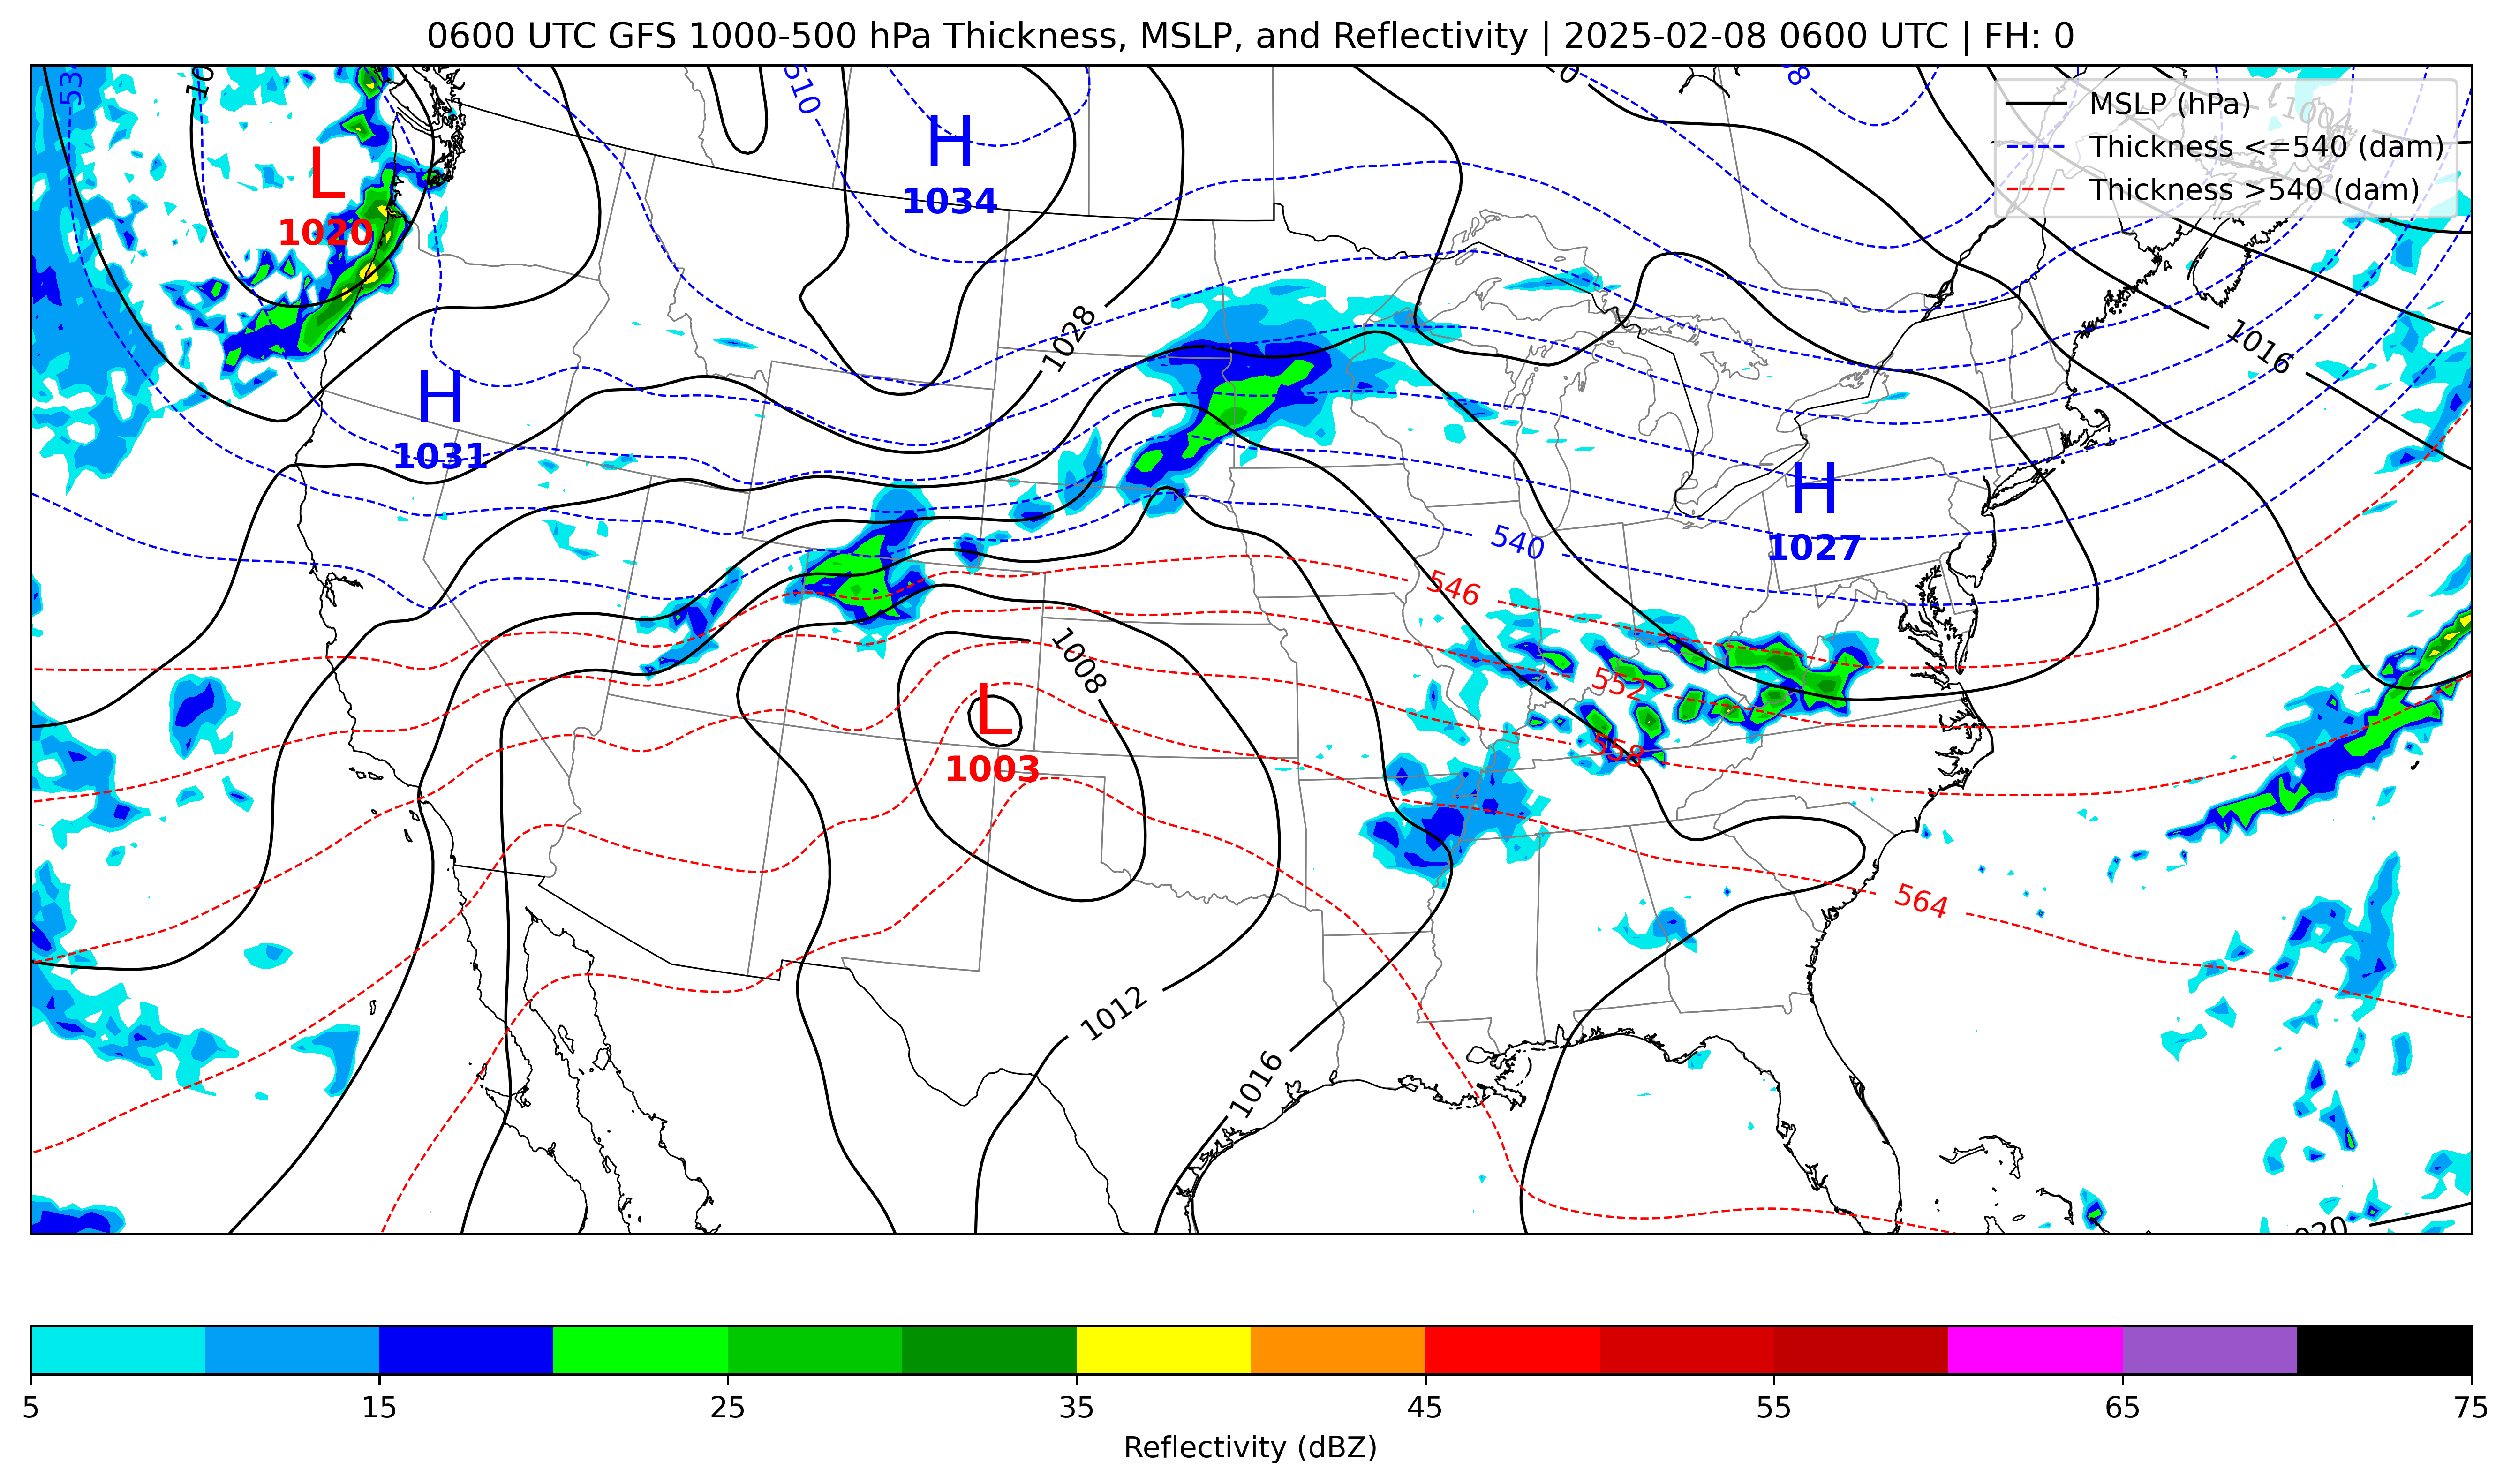 0600 UTC GFS 1000-500 hPa Thickness, MSLP, and Reflectivity | 2025-02-08 0600 UTC | FH: 0
MSLP (hPa)
Thickness <=540 (dam)
Thickness >540 (dam)
1004
510
H
1034
L
1020
1028
1016
H
1031
H
1027
540
546
1008
552
L
1003
558
564
1012
1016
5 15 25 35 45 55 65 75
Reflectivity (dBZ)